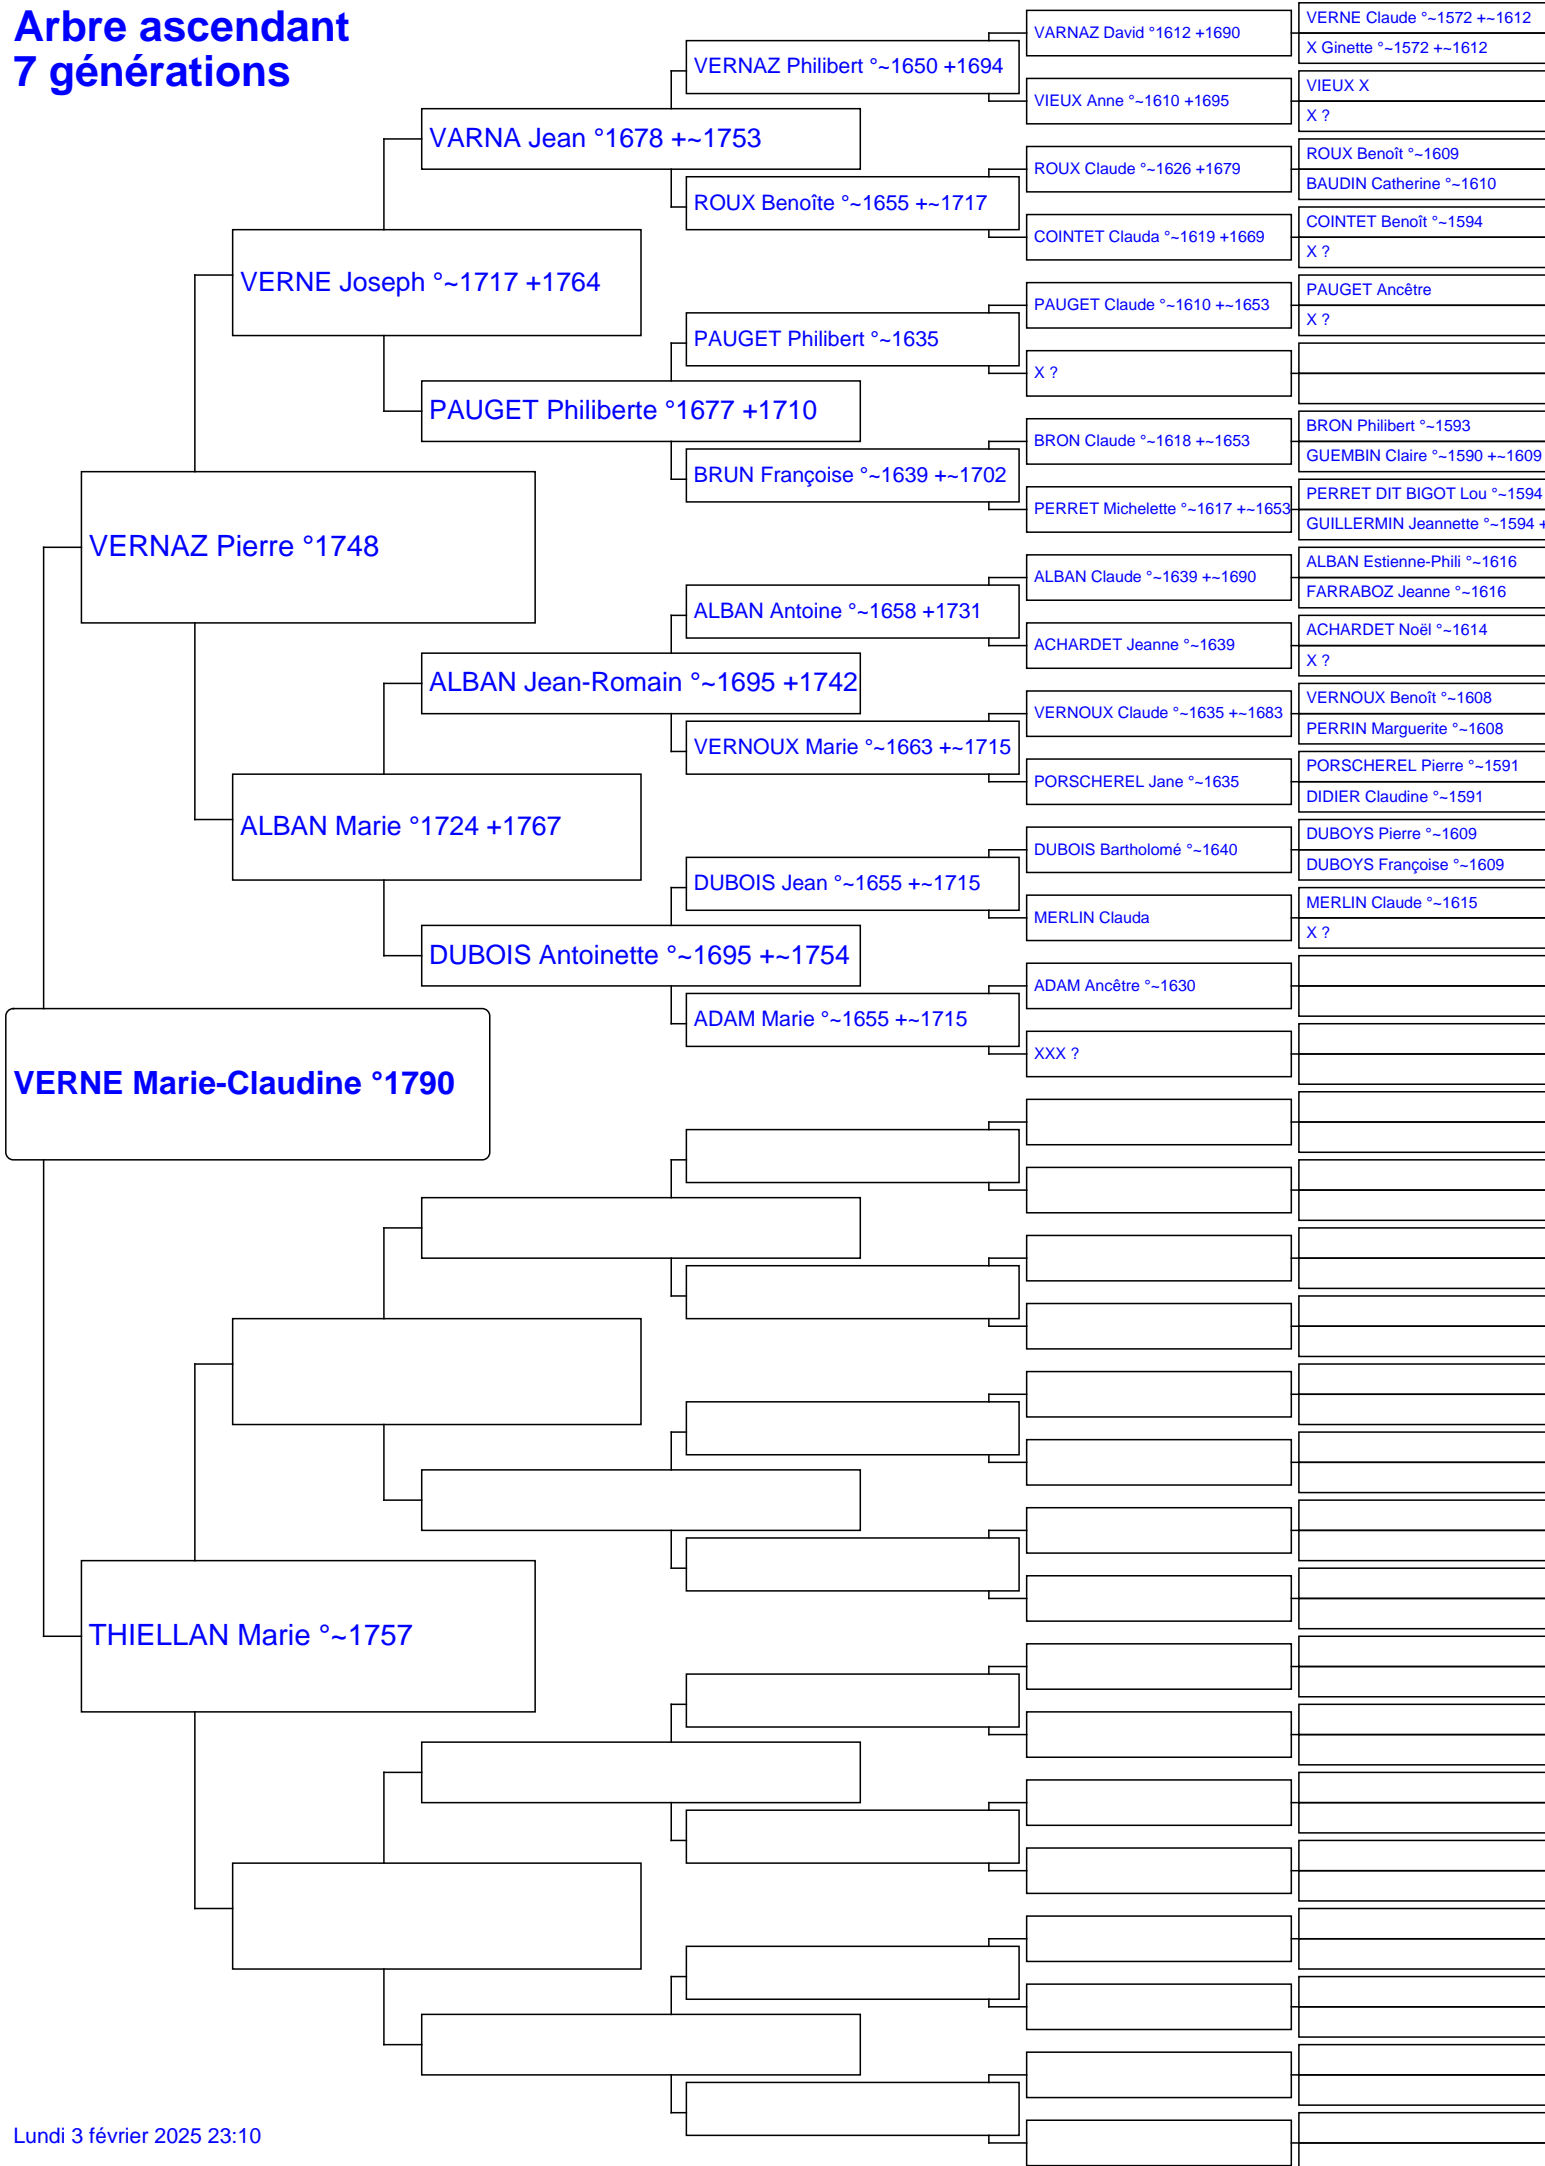 Arbre ascendant
7 générations
VERNE Marie-Claudine °1790
VERNAZ Pierre °1748
THIELLAN Marie °~1757
VERNE Joseph °~1717 +1764
ALBAN Marie °1724 +1767
VARNA Jean °1678 +~1753
PAUGET Philiberte °1677 +1710
ALBAN Jean-Romain °~1695 +1742
DUBOIS Antoinette °~1695 +~1754
VERNAZ Philibert °~1650 +1694
ROUX Benoîte °~1655 +~1717
PAUGET Philibert °~1635
BRUN Françoise °~1639 +~1702
ALBAN Antoine °~1658 +1731
VERNOUX Marie °~1663 +~1715
DUBOIS Jean °~1655 +~1715
ADAM Marie °~1655 +~1715
VARNAZ David °1612 +1690
VIEUX Anne °~1610 +1695
ROUX Claude °~1626 +1679
COINTET Clauda °~1619 +1669
PAUGET Claude °~1610 +~1653
X ?
BRON Claude °~1618 +~1653
PERRET Michelette °~1617 +~1653
ALBAN Claude °~1639 +~1690
ACHARDET Jeanne °~1639
VERNOUX Claude °~1635 +~1683
PORSCHEREL Jane °~1635
DUBOIS Bartholomé °~1640
MERLIN Clauda
ADAM Ancêtre °~1630
XXX ?
VERNE Claude °~1572 +~1612
X Ginette °~1572 +~1612
VIEUX X
X ?
ROUX Benoît °~1609
BAUDIN Catherine °~1610
COINTET Benoît °~1594
X ?
PAUGET Ancêtre
X ?
BRON Philibert °~1593
GUEMBIN Claire °~1590 +~1609
PERRET DIT BIGOT Lou °~1594
GUILLERMIN Jeannette °~1594 +
ALBAN Estienne-Phili °~1616
FARRABOZ Jeanne °~1616
ACHARDET Noël °~1614
X ?
VERNOUX Benoît °~1608
PERRIN Marguerite °~1608
PORSCHEREL Pierre °~1591
DIDIER Claudine °~1591
DUBOYS Pierre °~1609
DUBOYS Françoise °~1609
MERLIN Claude °~1615
X ?
Lundi 3 février 2025 23:10